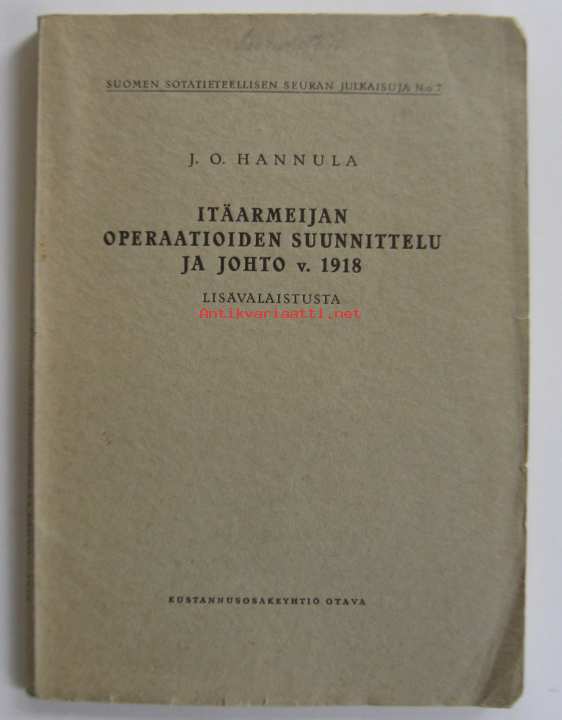 SUOMEN SOTATIETEELLISEN SEURAN JULKAISUJA N:o 7
J. O. HANNULA
ITÄARMEIJAN
OPERAATIOIDEN SUUNNITTELU
JA JOHTO v. 1918
LISÄVALAISTUSTA
Antikvariaatti.net
KUSTANNUSOSAKEYHTIÖ OTAVA